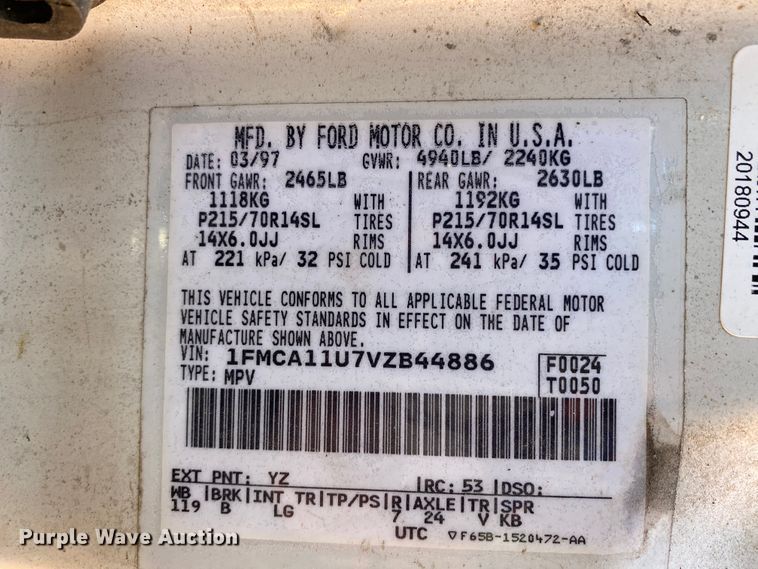 MFD. BY FORD MOTOR CO. IN U.S.A.
DATE: 03/97 GVWR: 4940LB/ 2240KG
FRONT GAWR: 2465LB REAR GAWR: 2630LB
1118KG WITH 1192KG WITH
P215/70R14SL TIRES P215/70R14SL TIRES
14X6.0JJ RIMS 14X6.0JJ RIMS
AT 221 kPa/ 32 PSI COLD AT 241 kPa/ 35 PSI COLD
THIS VEHICLE CONFORMS TO ALL APPLICABLE FEDERAL MOTOR
VEHICLE SAFETY STANDARDS IN EFFECT ON THE DATE OF
MANUFACTURE SHOWN ABOVE.
VIN: 1FMCA11U7VZB44886 F0024
TYPE: MPV T0050
EXT PNT: YZ RC: 53 DSO:
WB BRK INT TR TP/PS R AXLE TR SPR
119 B LG 7 24 V KB
UTC F65B-1520472-AA
20180944
Purple Wave Auction